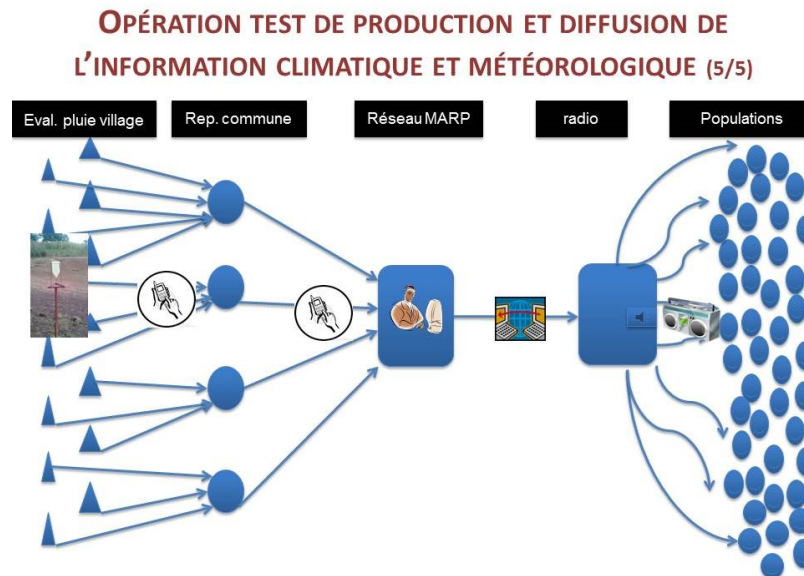 OPÉRATION TEST DE PRODUCTION ET DIFFUSION DE
L'INFORMATION CLIMATIQUE ET MÉTÉOROLOGIQUE (5/5)
Eval. pluie village
Rep. commune
Réseau MARP
radio
Populations